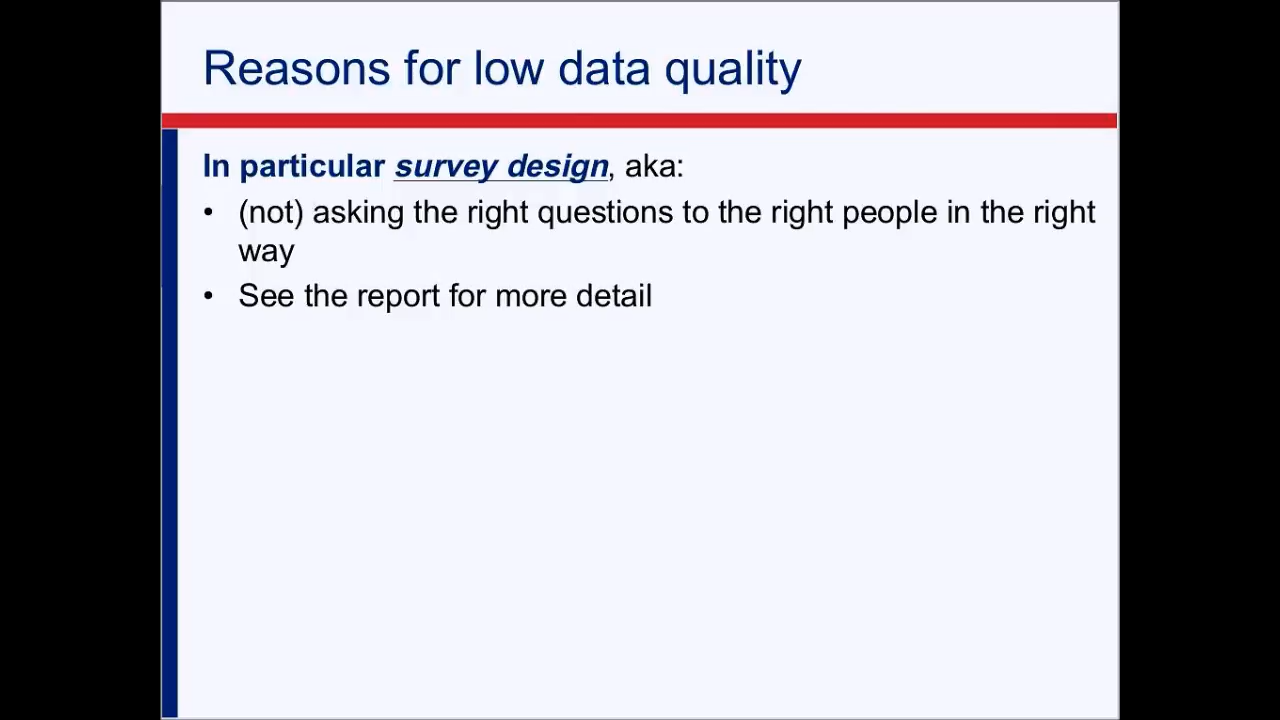 Reasons for low data quality
In particular survey design, aka:
• (not) asking the right questions to the right people in the right
way
• See the report for more detail